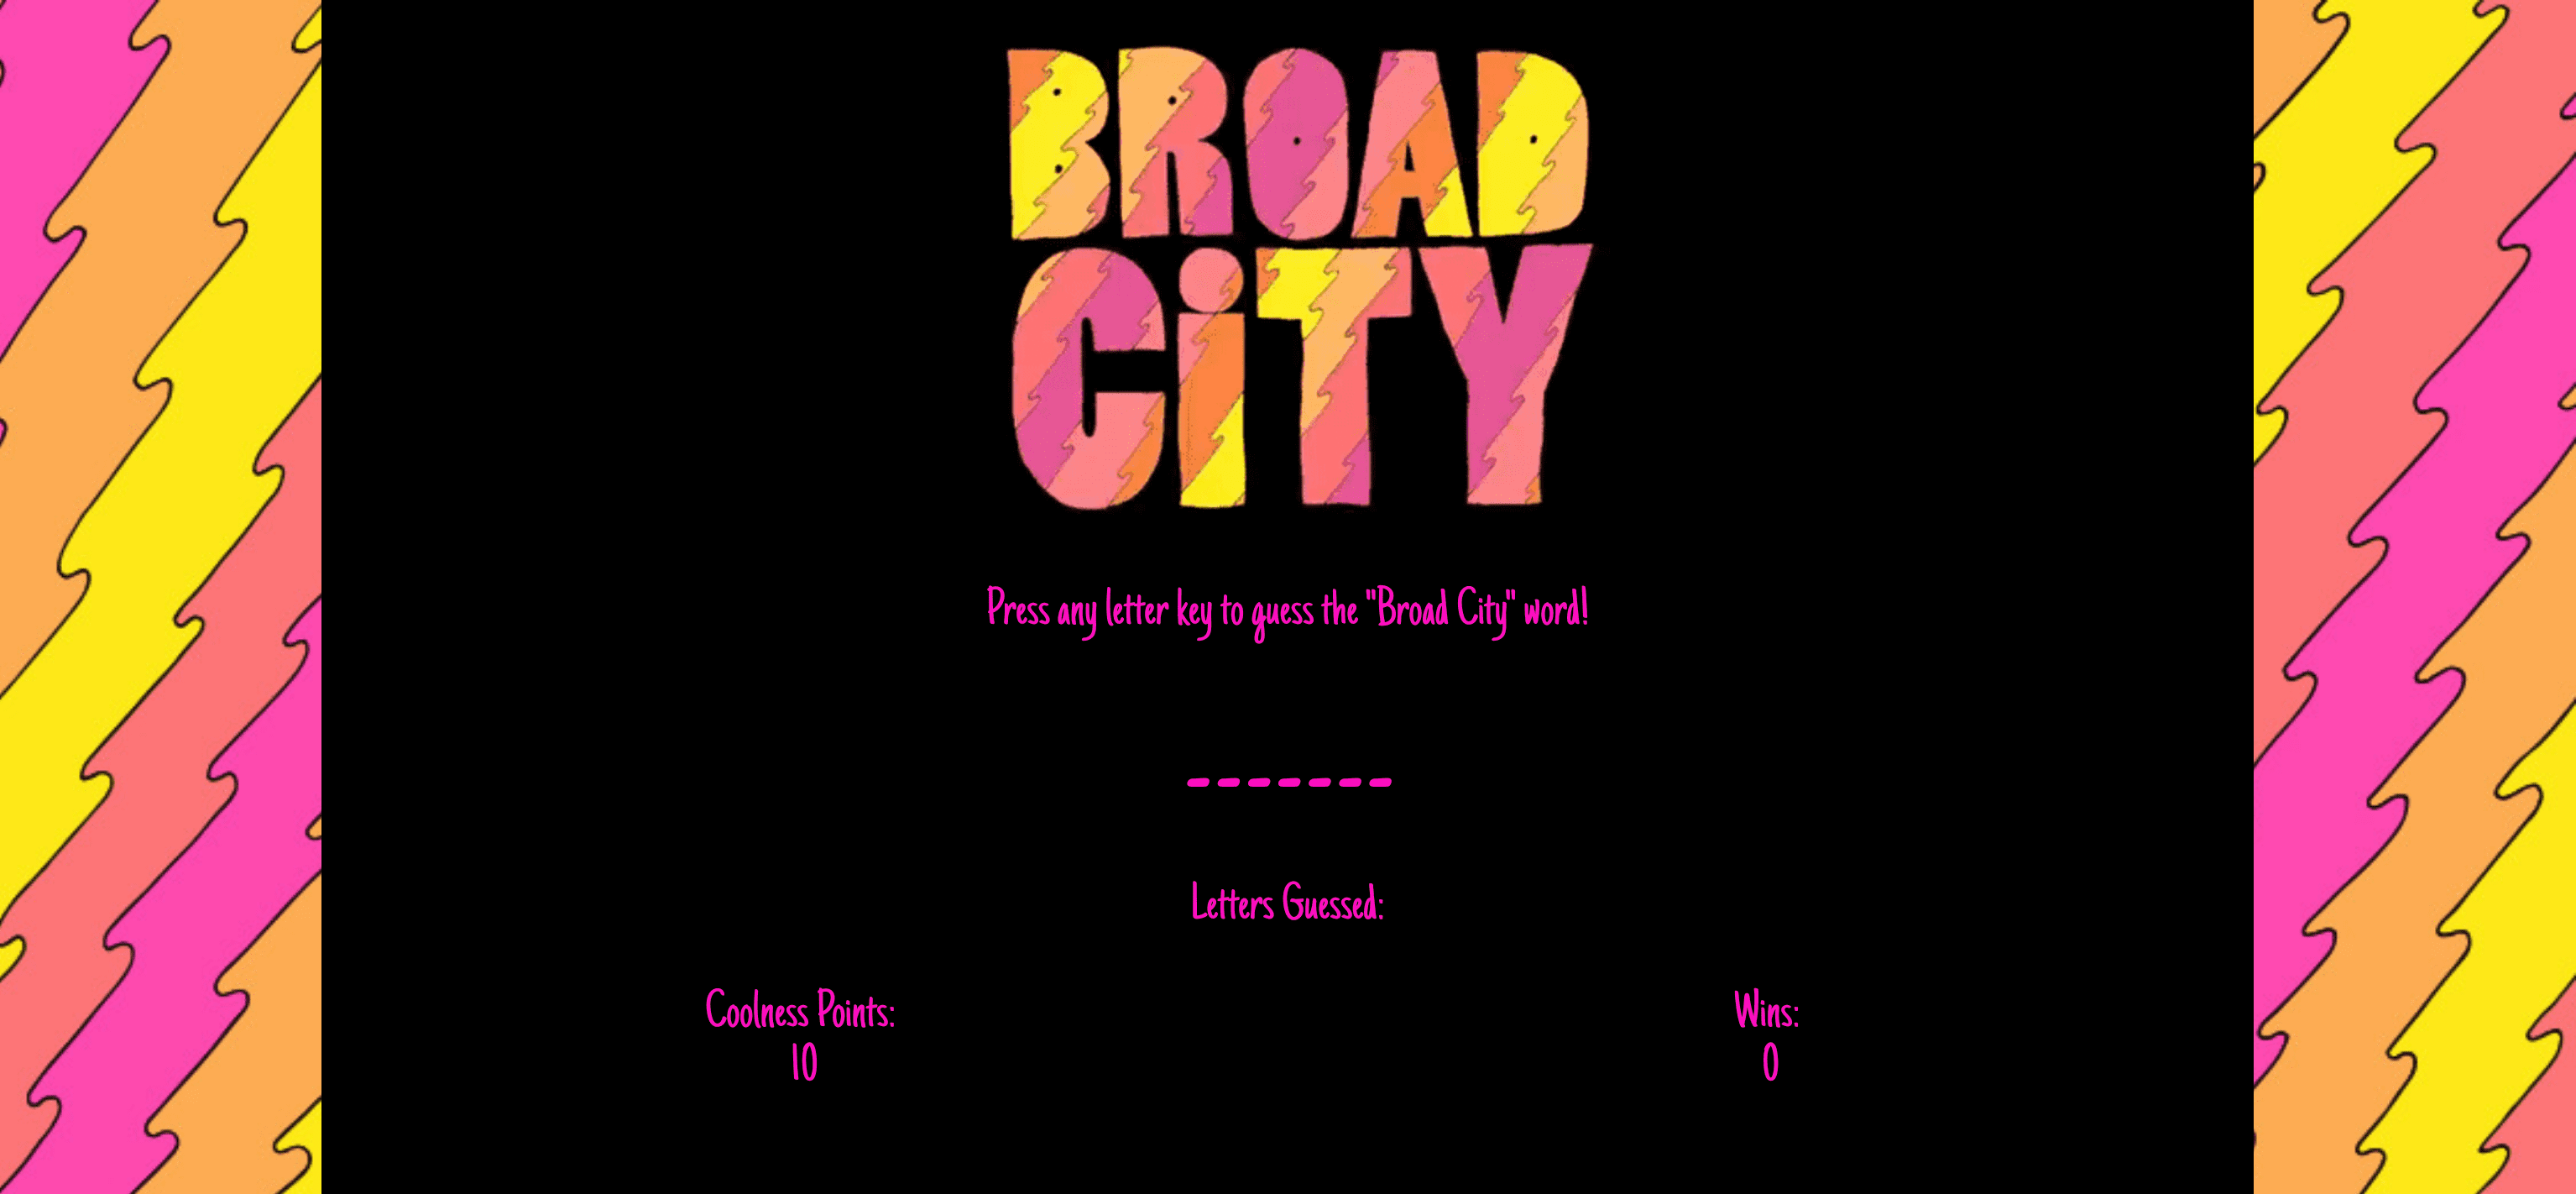 BROAD
CiTY
Press any letter key to guess the "Broad City" word!
-------
Letters Guessed:
Coolness Points:
10
Wins:
0